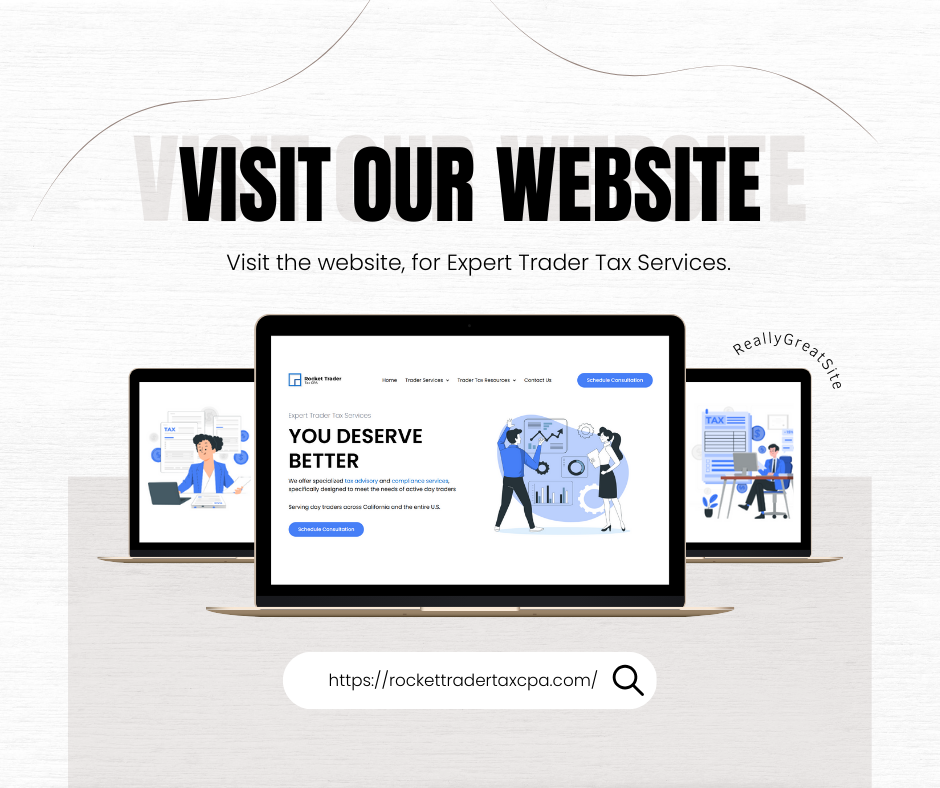 VISIT OUR WEBSITE
Visit the website, for Expert Trader Tax Services.
ReallyGreatSite
Rocket Trader
Tax CPA
Home Trader Services Trader Tax Resources Contact Us Schedule Consultation
Expert Trader Tax Services
YOU DESERVE
BETTER
We offer specialized tax advisory and compliance services,
specifically designed to meet the needs of active day traders
Serving day traders across California and the entire U.S.
Schedule Consultation
TAX
TAX
https://rockettradertaxcpa.com/